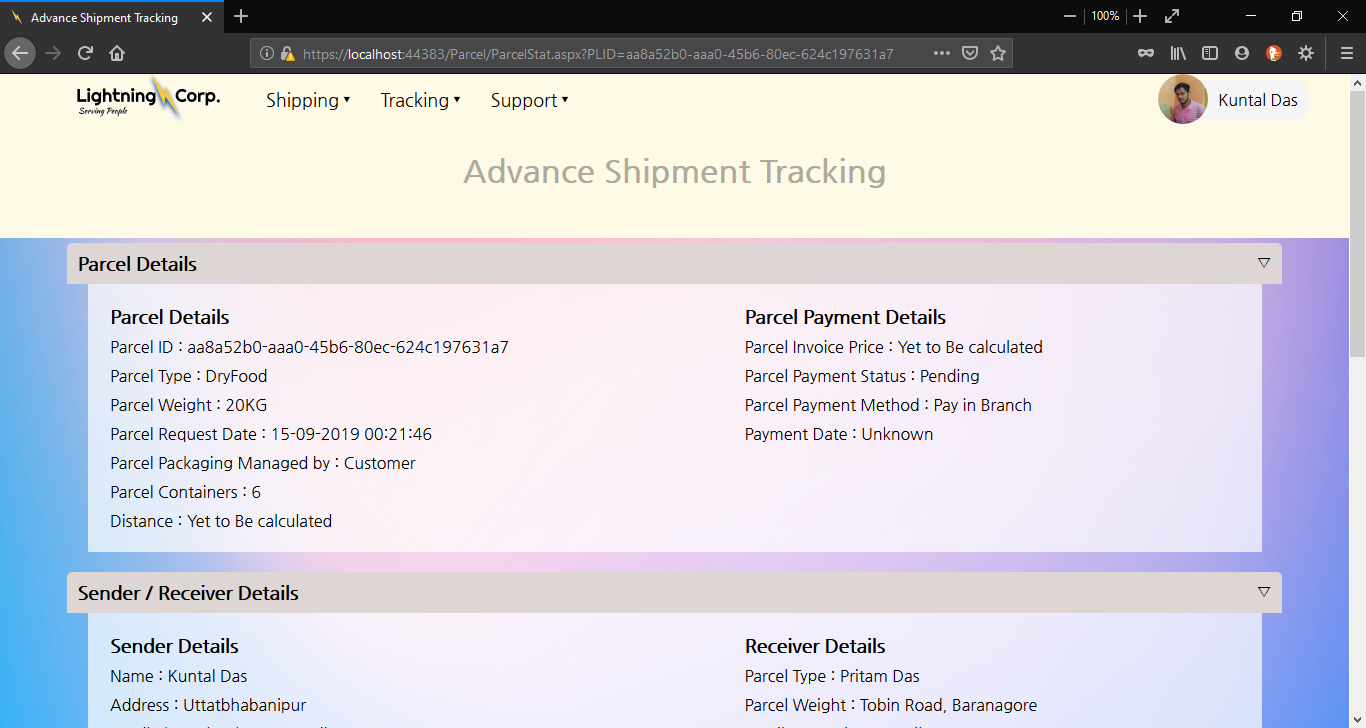 Advance Shipment Tracking
100%
https://localhost:44383/Parcel/ParcelStat.aspx?PLID=aa8a52b0-aaa0-45b6-80ec-624c197631a7
Lightning Corp.
Serving People
Shipping ▾ Tracking ▾ Support ▾
Kuntal Das
Advance Shipment Tracking
Parcel Details ▽
Parcel Details
Parcel ID : aa8a52b0-aaa0-45b6-80ec-624c197631a7
Parcel Type : DryFood
Parcel Weight : 20KG
Parcel Request Date : 15-09-2019 00:21:46
Parcel Packaging Managed by : Customer
Parcel Containers : 6
Distance : Yet to Be calculated
Parcel Payment Details
Parcel Invoice Price : Yet to Be calculated
Parcel Payment Status : Pending
Parcel Payment Method : Pay in Branch
Payment Date : Unknown
Sender / Receiver Details ▽
Sender Details
Name : Kuntal Das
Address : Uttatbhabanipur
Receiver Details
Parcel Type : Pritam Das
Parcel Weight : Tobin Road, Baranagore